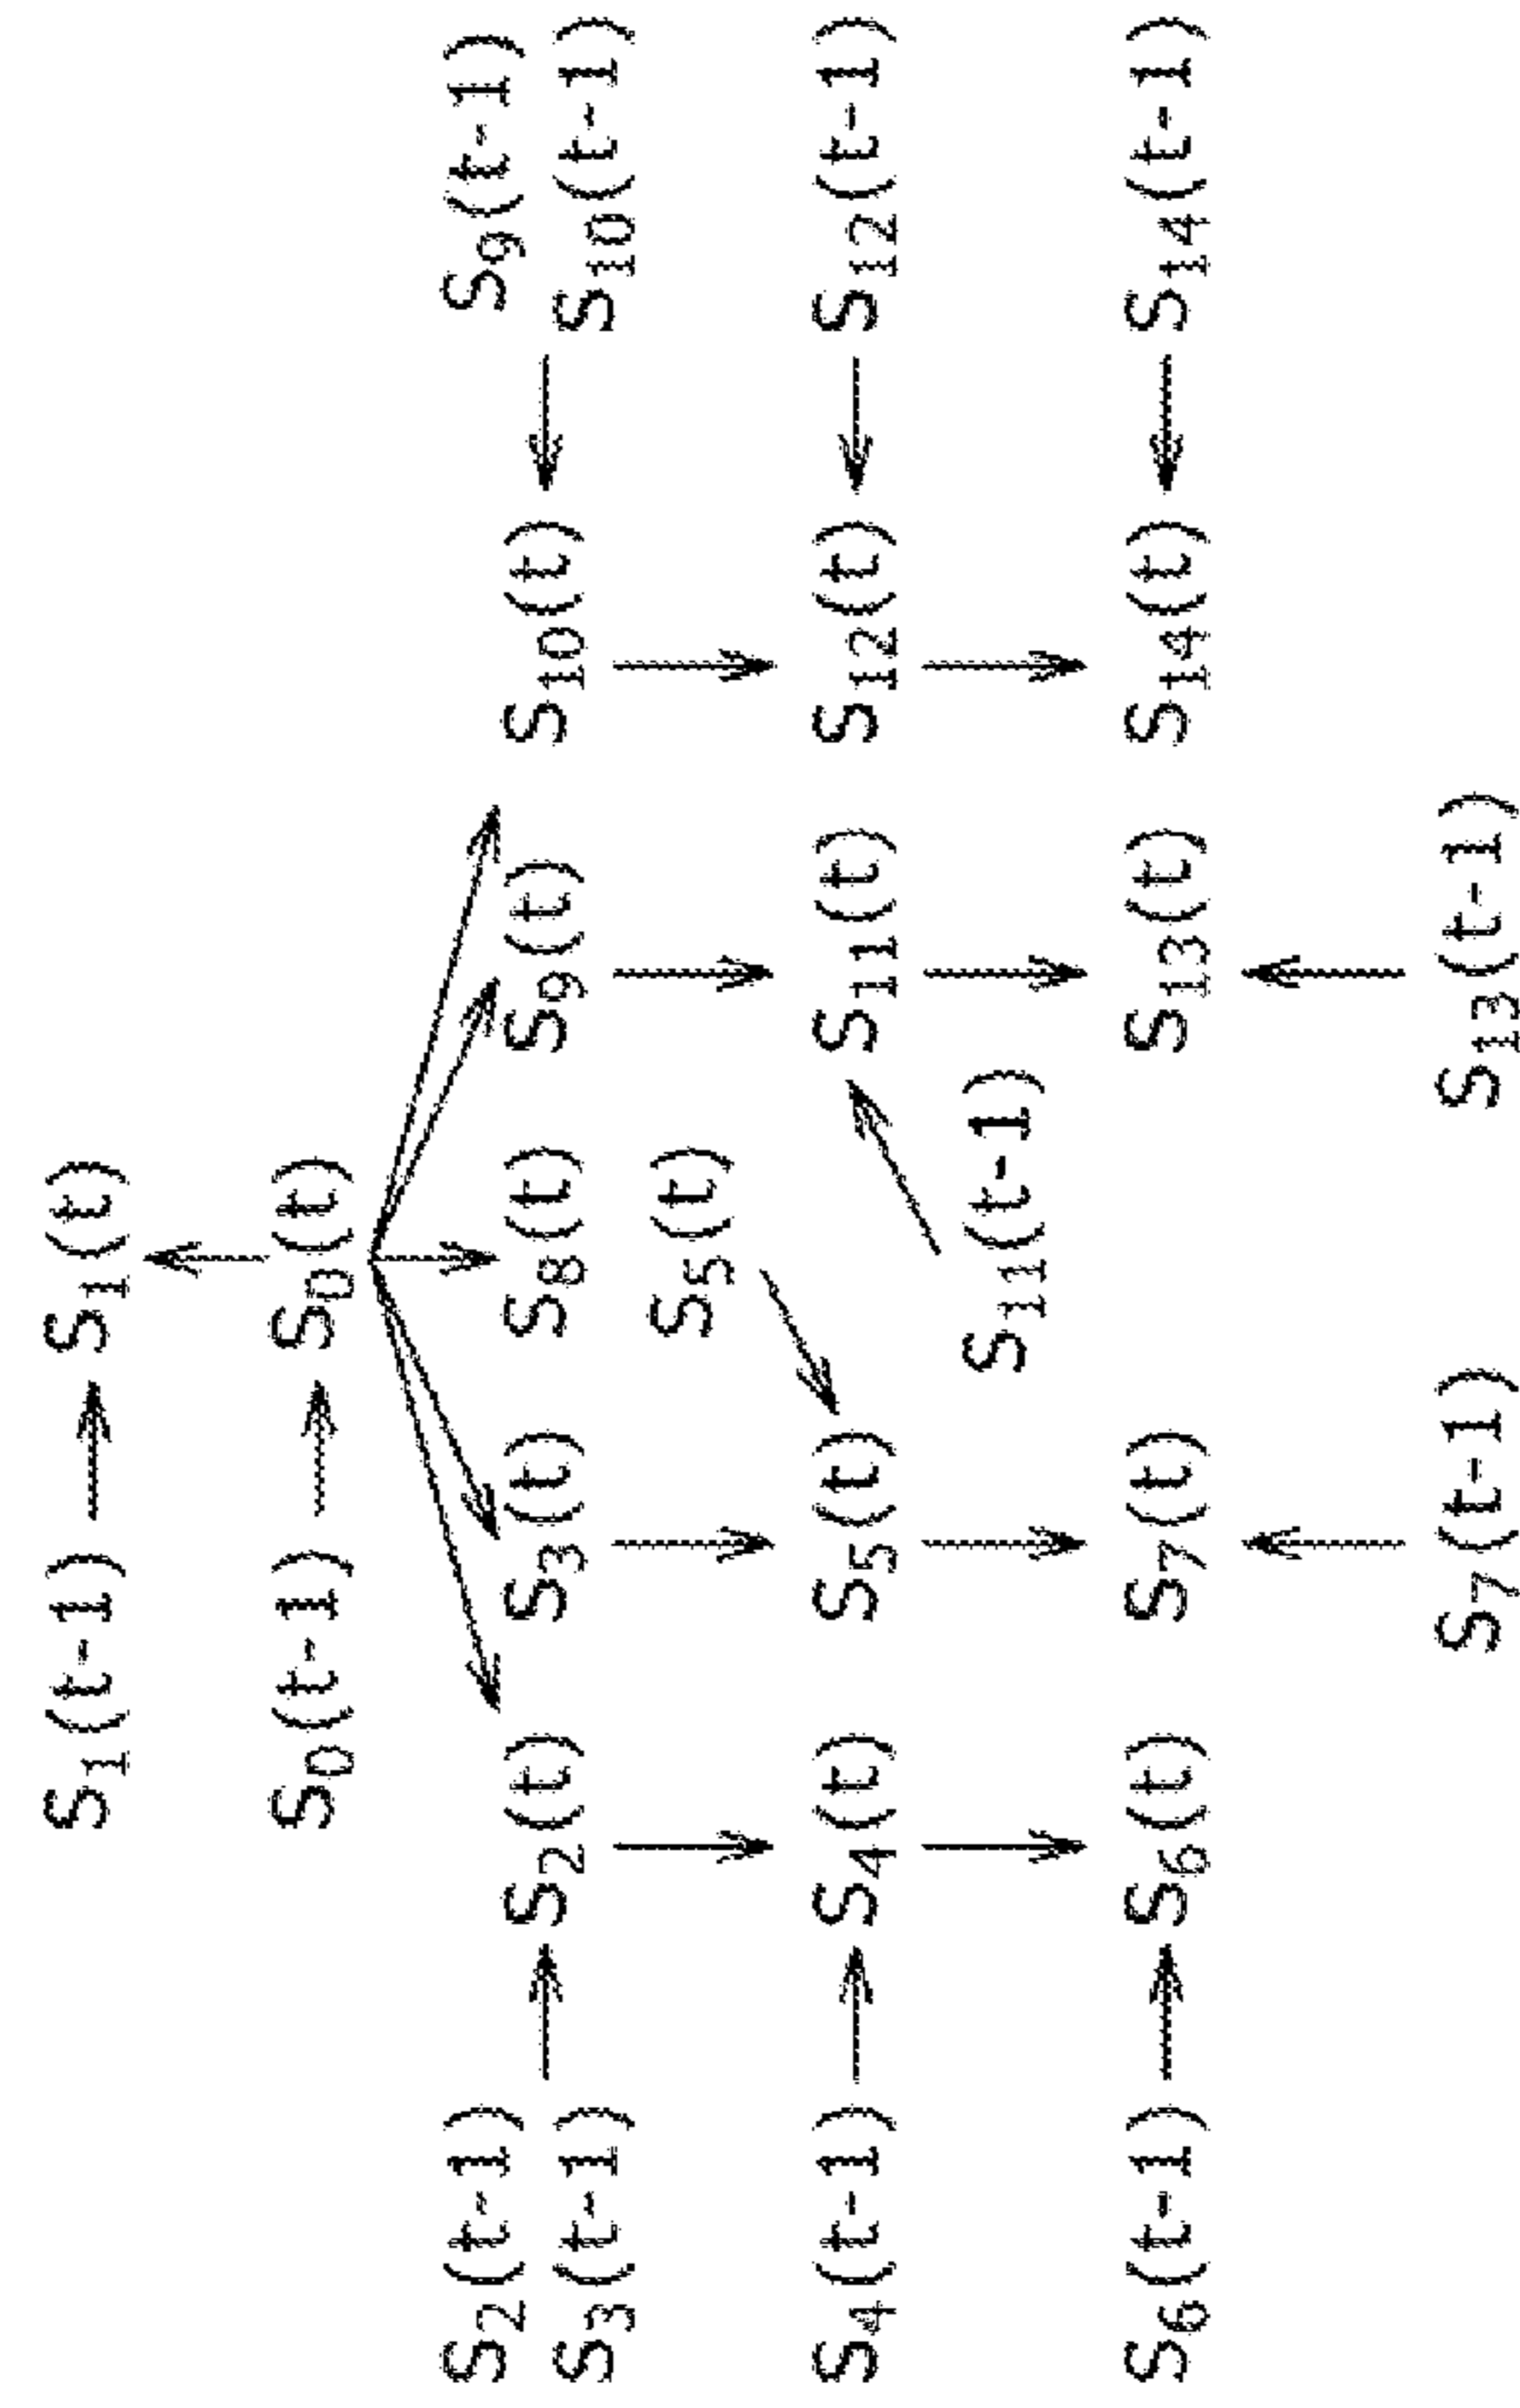 S₁(t-1) → S₁(t)
S₀(t-1) → S₀(t)
S₂(t-1) S₉(t-1)
S₂(t) S₃(t) S₈(t) S₉(t) S₁₀(t)
S₃(t-1) S₁₀(t-1)
S₅(t)
S₄(t-1) → S₄(t) S₅(t) S₁₁(t) S₁₂(t) ← S₁₂(t-1)
S₁₁(t-1)
S₆(t-1) → S₆(t) S₇(t) S₁₃(t) S₁₄(t) ← S₁₄(t-1)
S₇(t-1) S₁₃(t-1)